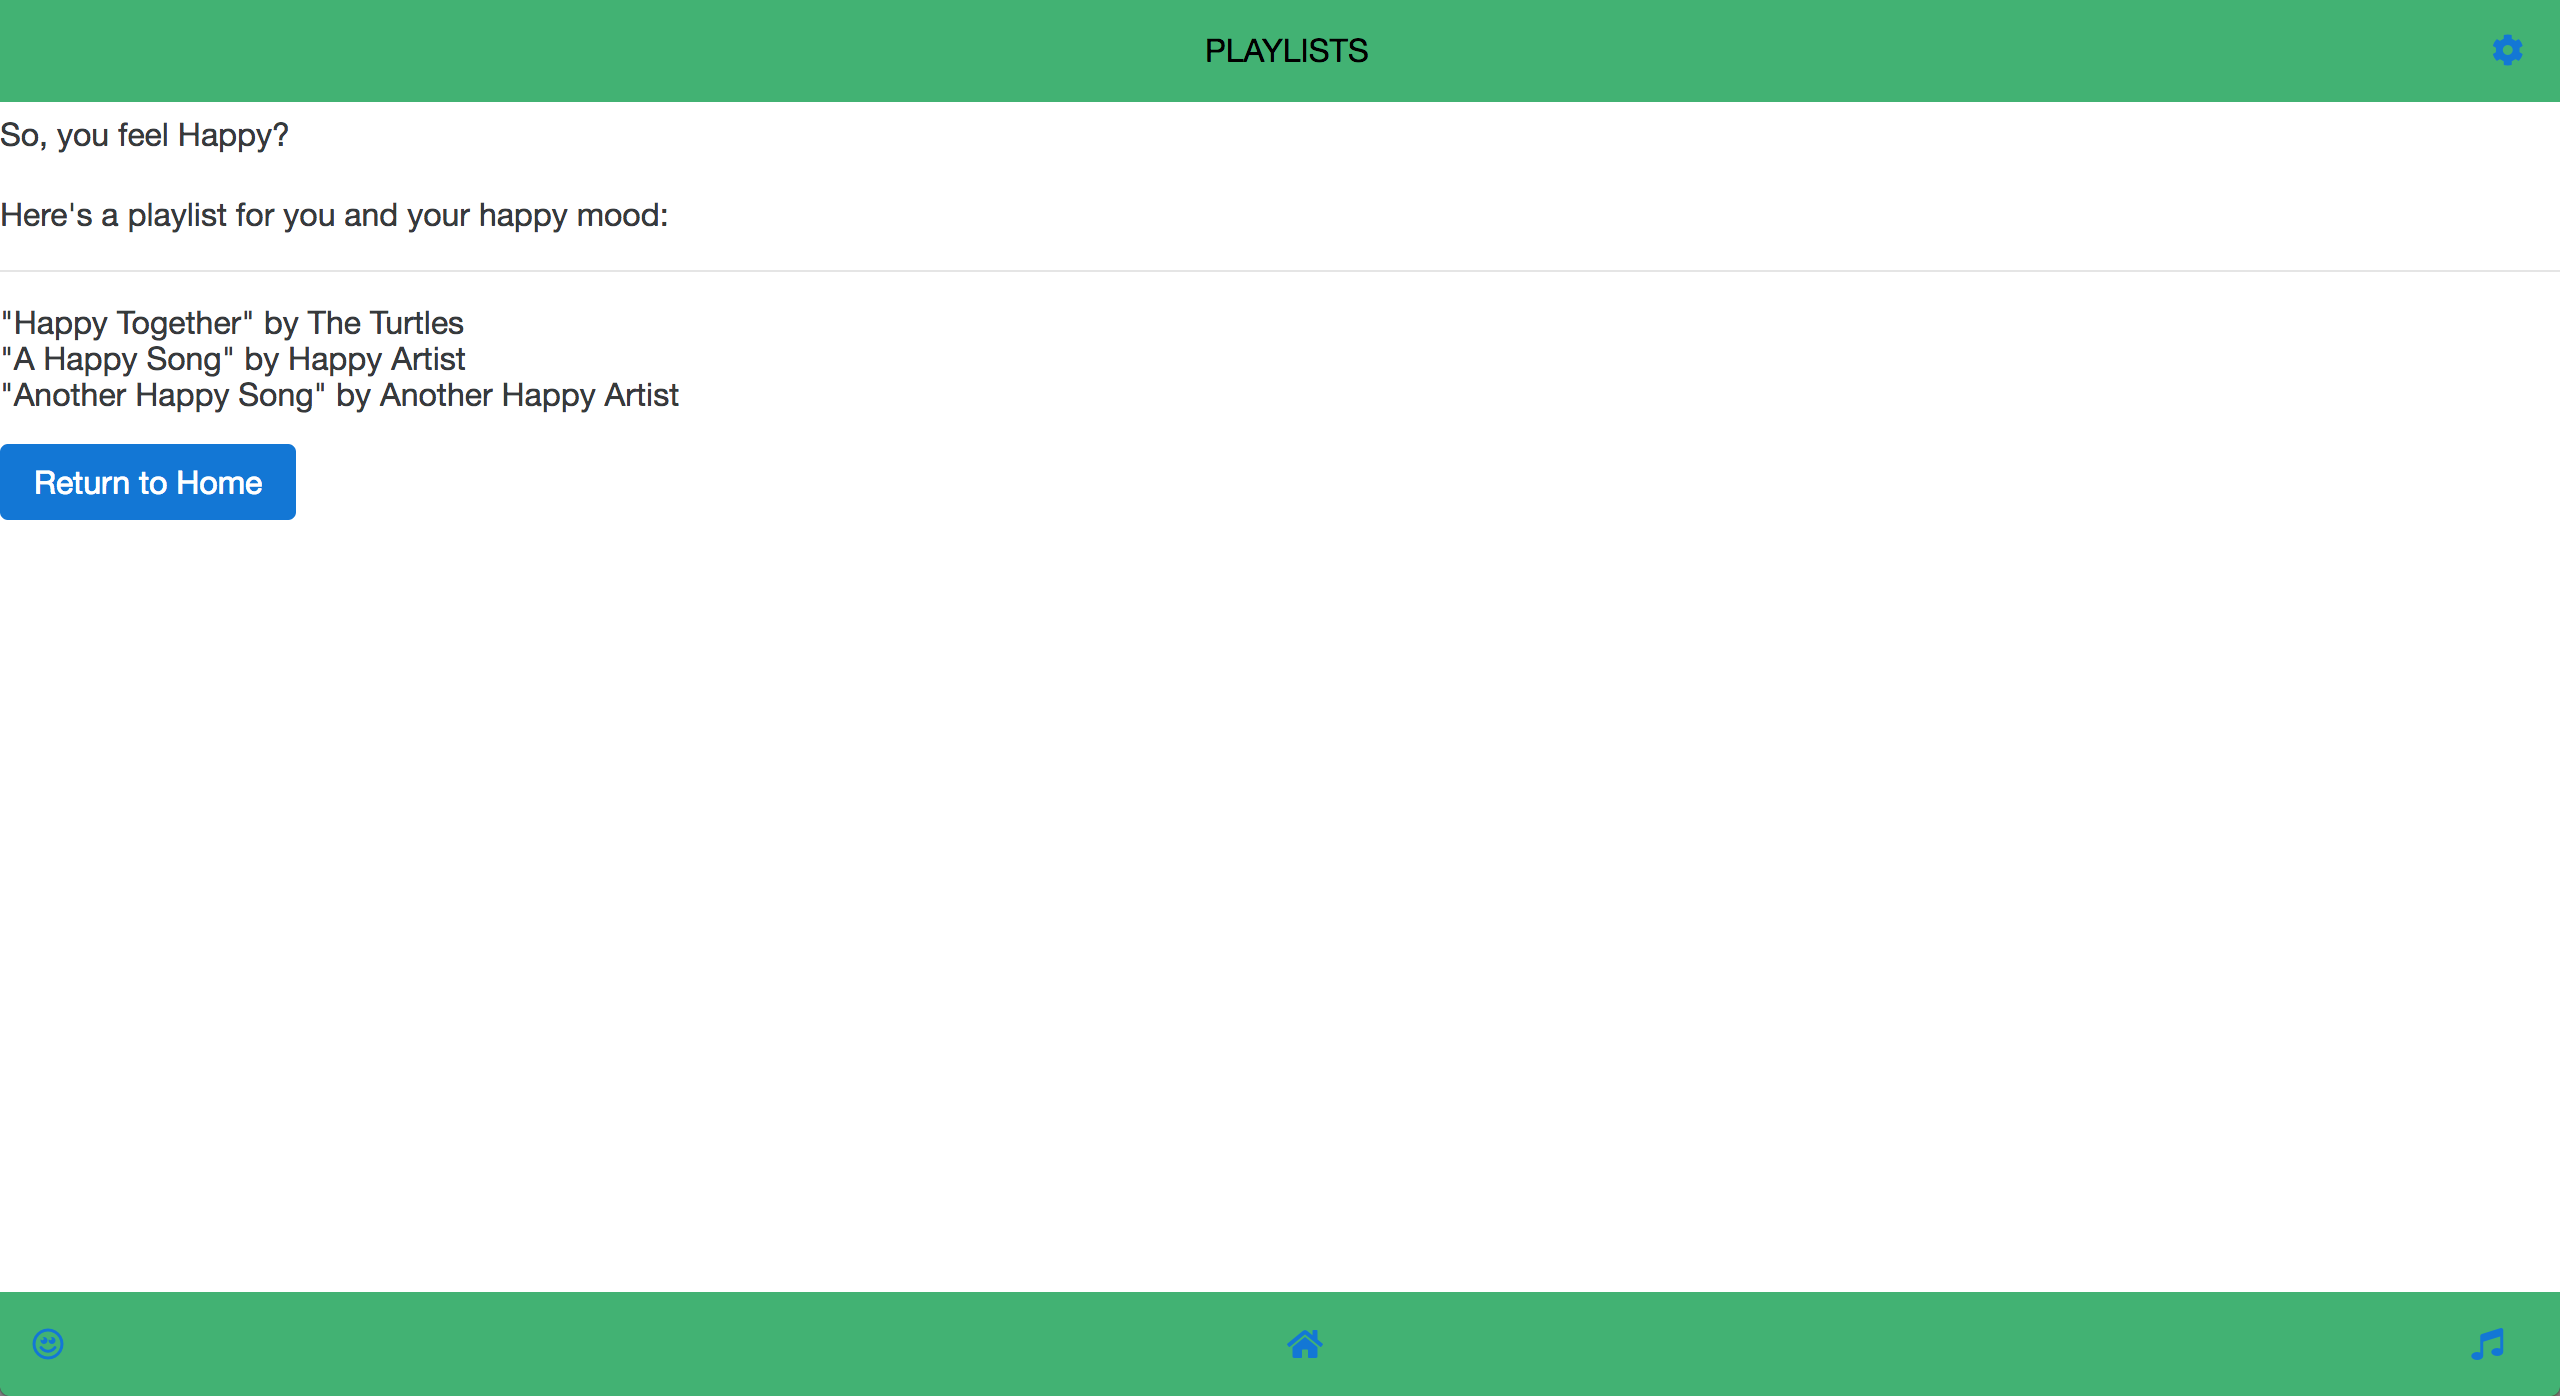 PLAYLISTS
So, you feel Happy?
Here's a playlist for you and your happy mood:
"Happy Together" by The Turtles
"A Happy Song" by Happy Artist
"Another Happy Song" by Another Happy Artist
Return to Home